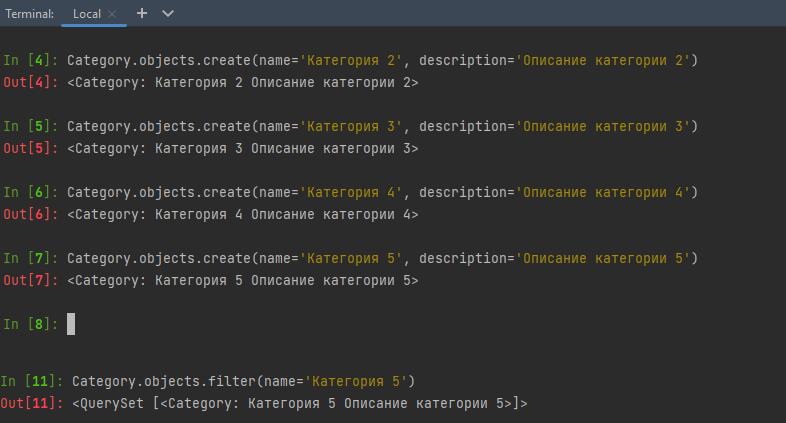 Terminal: Local × +
In [4]: Category.objects.create(name='Категория 2', description='Описание категории 2')
Out[4]: <Category: Категория 2 Описание категории 2>
In [5]: Category.objects.create(name='Категория 3', description='Описание категории 3')
Out[5]: <Category: Категория 3 Описание категории 3>
In [6]: Category.objects.create(name='Категория 4', description='Описание категории 4')
Out[6]: <Category: Категория 4 Описание категории 4>
In [7]: Category.objects.create(name='Категория 5', description='Описание категории 5')
Out[7]: <Category: Категория 5 Описание категории 5>
In [8]:
In [11]: Category.objects.filter(name='Категория 5')
Out[11]: <QuerySet [<Category: Категория 5 Описание категории 5>]>